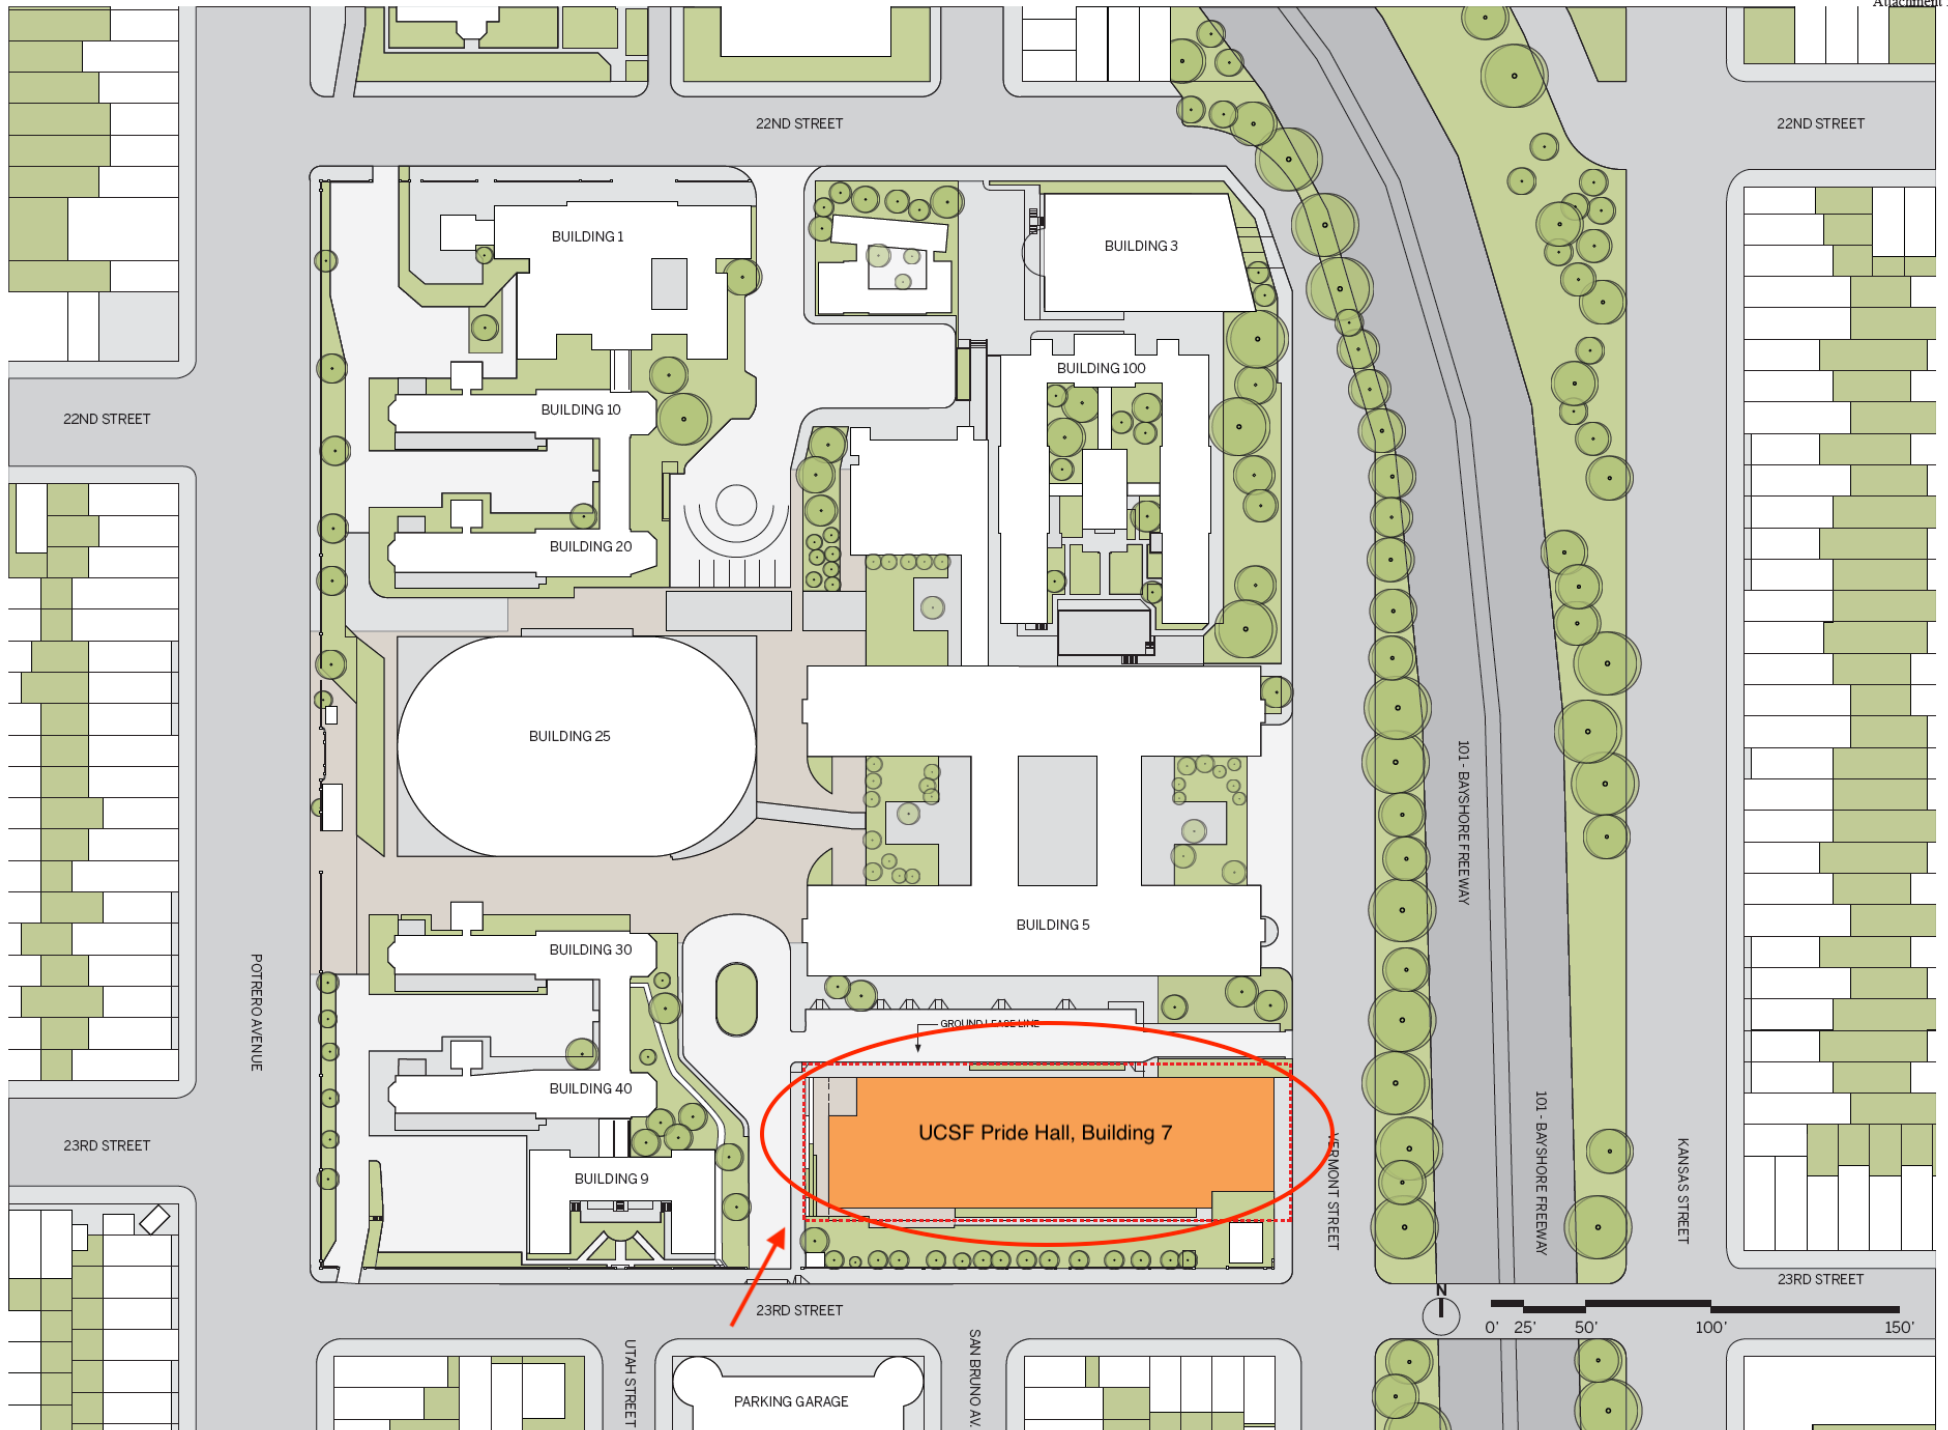 Attachment
22ND STREET
22ND STREET
BUILDING 1
BUILDING 3
BUILDING 100
BUILDING 10
22ND STREET
BUILDING 20
BUILDING 25
101 - BAYSHORE FREEWAY
BUILDING 5
BUILDING 30
POTRERO AVENUE
GROUND LEASE LINE
BUILDING 40
UCSF Pride Hall, Building 7
23RD STREET
BUILDING 9
VERMONT STREET
101 - BAYSHORE FREEWAY
KANSAS STREET
23RD STREET
23RD STREET
N
0' 25' 50' 100' 150'
UTAH STREET
SAN BRUNO AV.
PARKING GARAGE